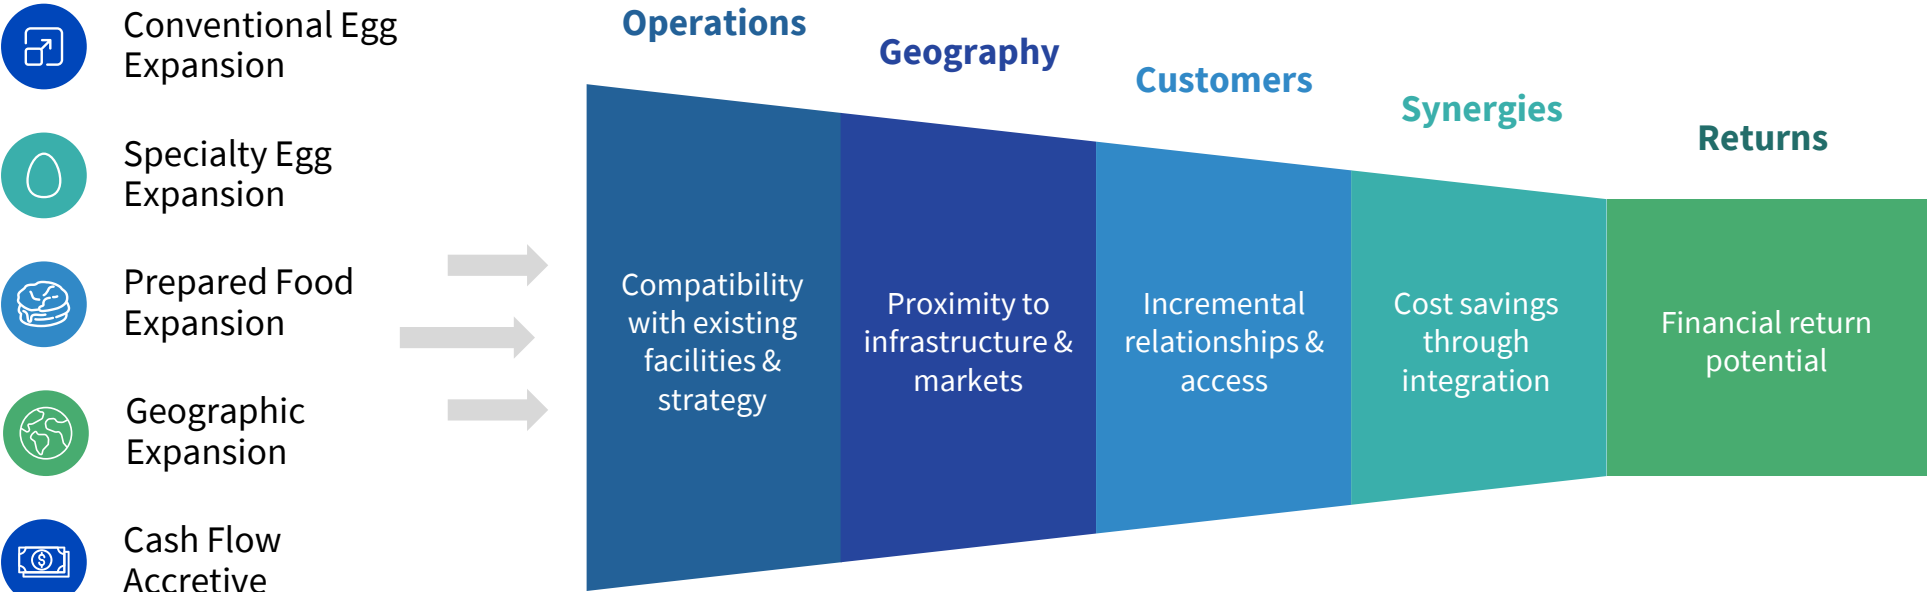 Conventional Egg
Expansion
Specialty Egg
Expansion
Prepared Food
Expansion
Geographic
Expansion
Cash Flow
Accretive
Operations
Compatibility
with existing
facilities &
strategy
Geography
Proximity to
infrastructure &
markets
Customers
Incremental
relationships &
access
Synergies
Cost savings
through
integration
Returns
Financial return
potential